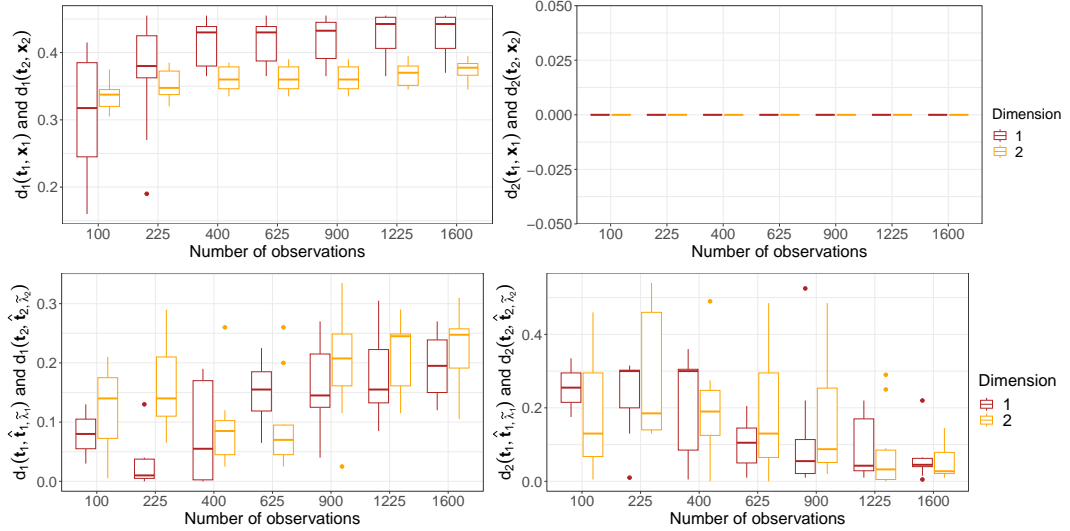 d₁(t₁, x₁) and d₁(t₂, x₂)
0.4
0.3
0.2
100 225 400 625 900 1225 1600
Number of observations
d₂(t₁, x₁) and d₂(t₂, x₂)
0.050
0.025
0.000
−0.025
−0.050
100 225 400 625 900 1225 1600
Number of observations
Dimension
1
2
d₁(t₁, t̂₁,λ̃₁) and d₁(t₂, t̂₂,λ̃₂)
0.3
0.2
0.1
0.0
100 225 400 625 900 1225 1600
Number of observations
d₂(t₁, t̂₁,λ̃₁) and d₂(t₂, t̂₂,λ̃₂)
0.4
0.2
0.0
100 225 400 625 900 1225 1600
Number of observations
Dimension
1
2